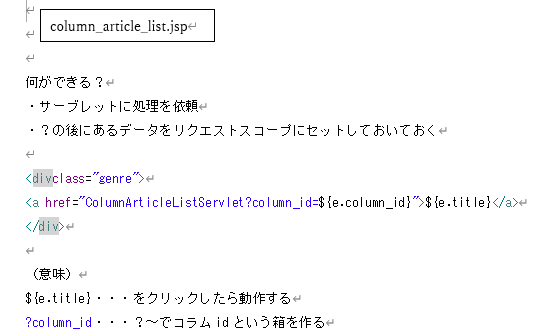 column_article_list.jsp
何ができる？
・サーブレットに処理を依頼
・？の後にあるデータをリクエストスコープにセットしておいておく
<divclass="genre">
<a href="ColumnArticleListServlet?column_id=${e.column_id}">${e.title}</a>
</div>
（意味）
${e.title}・・・をクリックしたら動作する
?column_id・・・？～でコラムidという箱を作る